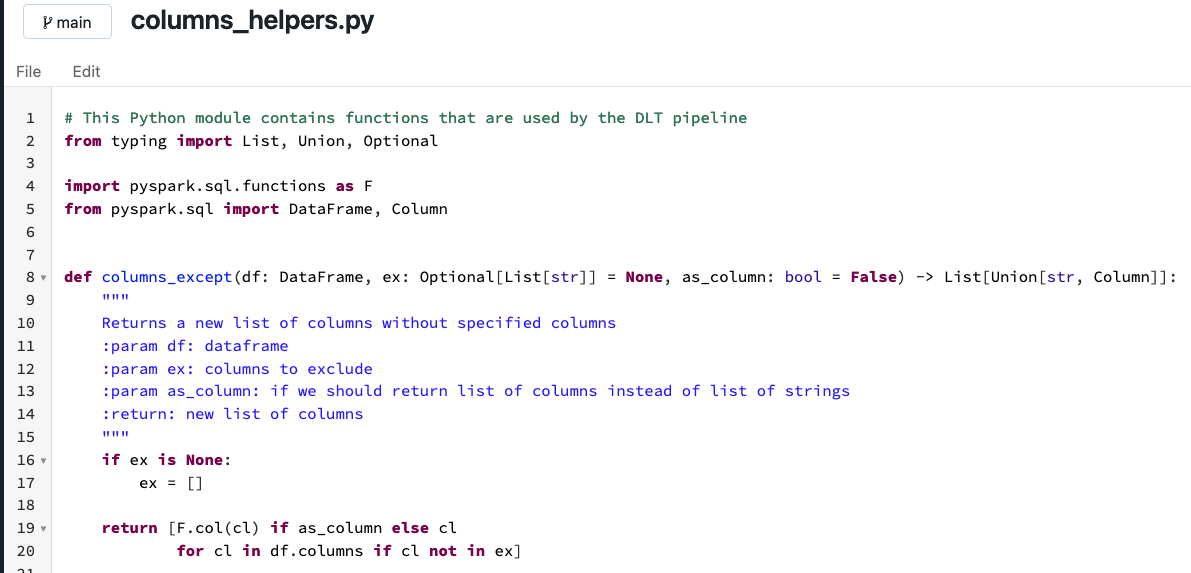 main
columns_helpers.py
File Edit
1 # This Python module contains functions that are used by the DLT pipeline
2 from typing import List, Union, Optional
3
4 import pyspark.sql.functions as F
5 from pyspark.sql import DataFrame, Column
6
7
8 def columns_except(df: DataFrame, ex: Optional[List[str]] = None, as_column: bool = False) -> List[Union[str, Column]]:
9     """
10     Returns a new list of columns without specified columns
11     :param df: dataframe
12     :param ex: columns to exclude
13     :param as_column: if we should return list of columns instead of list of strings
14     :return: new list of columns
15     """
16     if ex is None:
17         ex = []
18
19     return [F.col(cl) if as_column else cl
20             for cl in df.columns if cl not in ex]
21